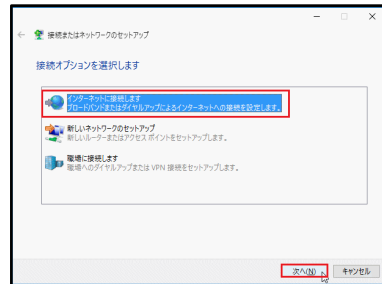 接続またはネットワークのセットアップ
接続オプションを選択します
インターネットに接続します
ブロードバンドまたはダイヤルアップによるインターネットへの接続を設定します。
新しいネットワークのセットアップ
新しいルーターまたはアクセス ポイントをセットアップします。
職場に接続します
職場へのダイヤルアップまたは VPN 接続をセットアップします。
次へ(N)
キャンセル